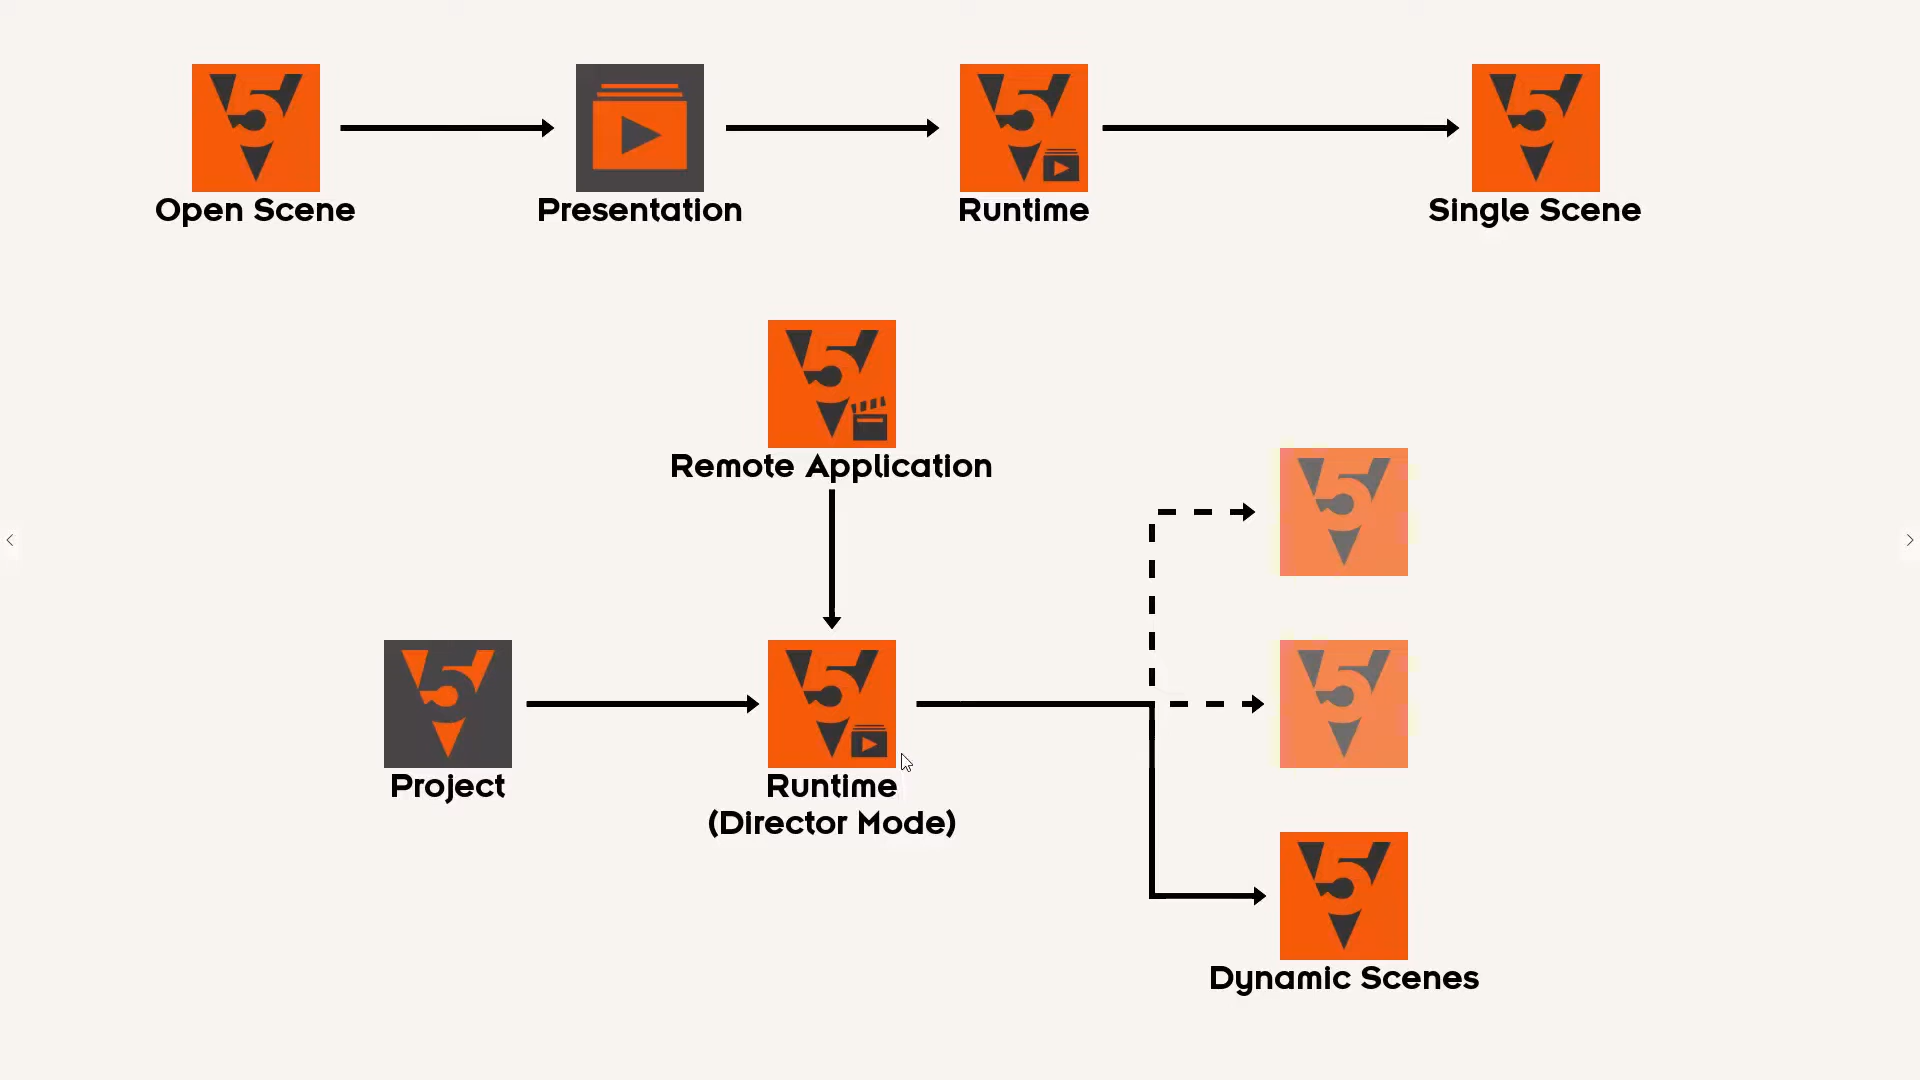 Open Scene
Presentation
Runtime
Single Scene
Remote Application
Project
Runtime
(Director Mode)
Dynamic Scenes